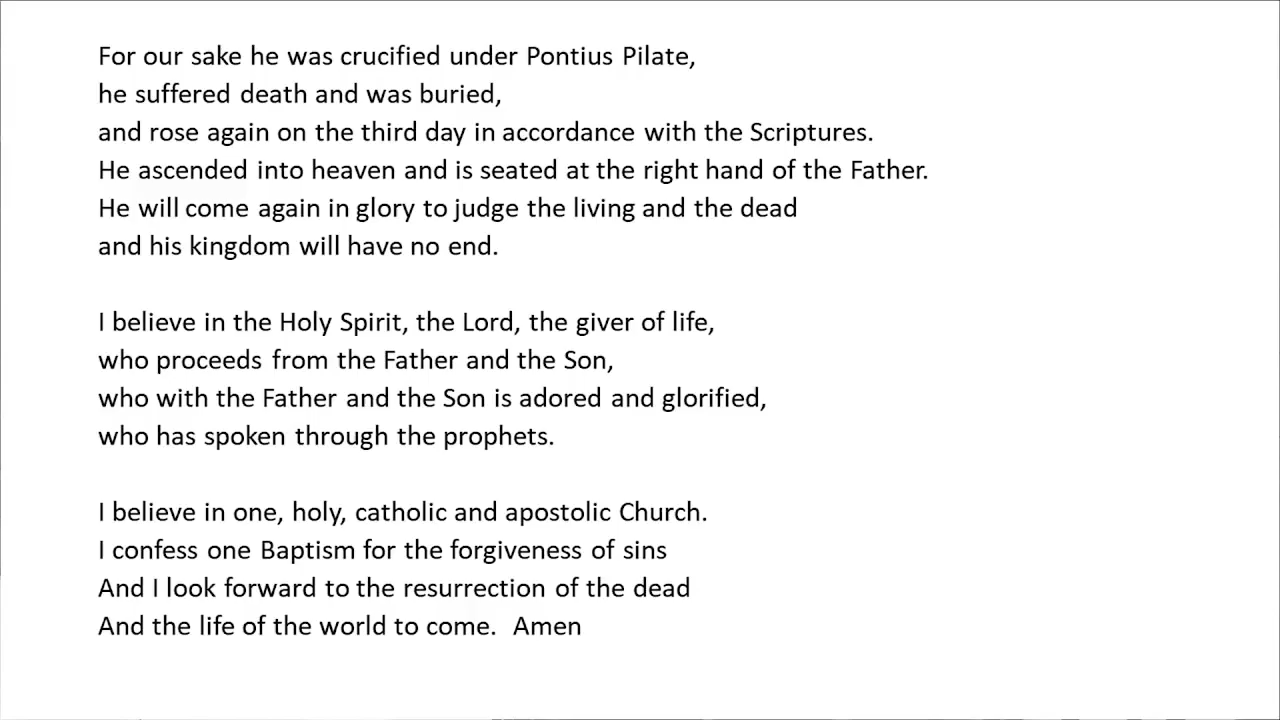 For our sake he was crucified under Pontius Pilate,
he suffered death and was buried,
and rose again on the third day in accordance with the Scriptures.
He ascended into heaven and is seated at the right hand of the Father.
He will come again in glory to judge the living and the dead
and his kingdom will have no end.
I believe in the Holy Spirit, the Lord, the giver of life,
who proceeds from the Father and the Son,
who with the Father and the Son is adored and glorified,
who has spoken through the prophets.
I believe in one, holy, catholic and apostolic Church.
I confess one Baptism for the forgiveness of sins
And I look forward to the resurrection of the dead
And the life of the world to come.  Amen